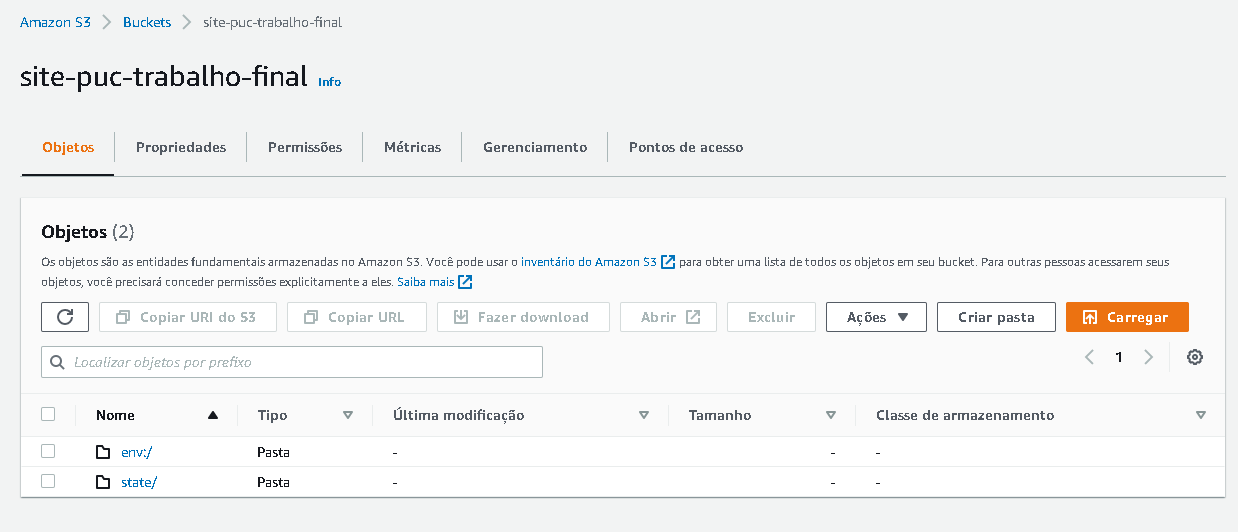 Amazon S3 > Buckets > site-puc-trabalho-final
site-puc-trabalho-final Info
Objetos Propriedades Permissões Métricas Gerenciamento Pontos de acesso
Objetos (2)
Os objetos são as entidades fundamentais armazenadas no Amazon S3. Você pode usar o inventário do Amazon S3 para obter uma lista de todos os objetos em seu bucket. Para outras pessoas acessarem seus
objetos, você precisará conceder permissões explicitamente a eles. Saiba mais
Copiar URI do S3 Copiar URL Fazer download Abrir Excluir Ações Criar pasta Carregar
Localizar objetos por prefixo 1
Nome Tipo Última modificação Tamanho Classe de armazenamento
env:/ Pasta - - -
state/ Pasta - - -